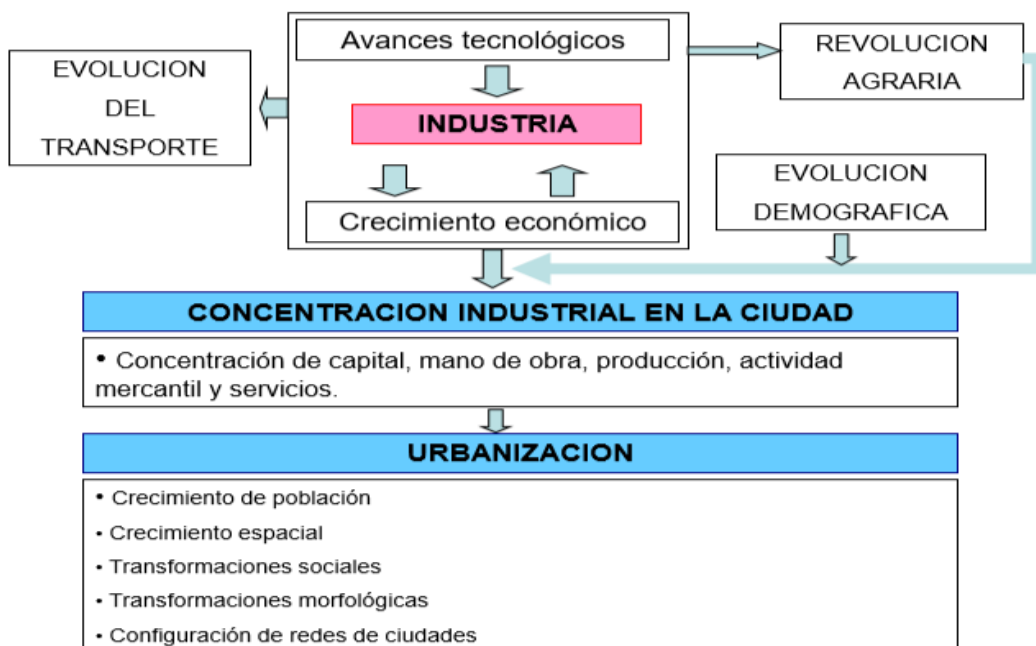 Avances tecnológicos
EVOLUCION
DEL
TRANSPORTE
REVOLUCION
AGRARIA
INDUSTRIA
EVOLUCION
DEMOGRAFICA
Crecimiento económico
CONCENTRACION INDUSTRIAL EN LA CIUDAD
• Concentración de capital, mano de obra, producción, actividad
mercantil y servicios.
URBANIZACION
• Crecimiento de población
• Crecimiento espacial
• Transformaciones sociales
• Transformaciones morfológicas
• Configuración de redes de ciudades